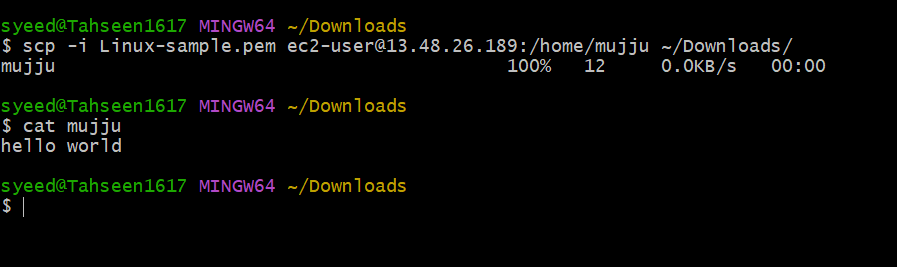 syeed@Tahseen1617 MINGW64 ~/Downloads
$ scp -i Linux-sample.pem ec2-user@13.48.26.189:/home/mujju ~/Downloads/
mujju 100% 12 0.0KB/s 00:00
syeed@Tahseen1617 MINGW64 ~/Downloads
$ cat mujju
hello world
syeed@Tahseen1617 MINGW64 ~/Downloads
$